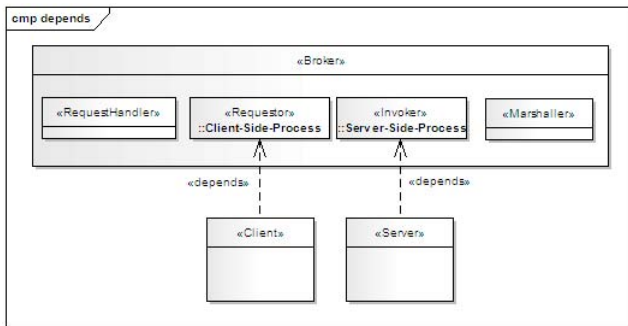 cmp depends
«Broker»
«RequestHandler»
«Requestor»
::Client-Side-Process
«Invoker»
::Server-Side-Process
«Marshaller»
«depends»
«depends»
«Client»
«Server»